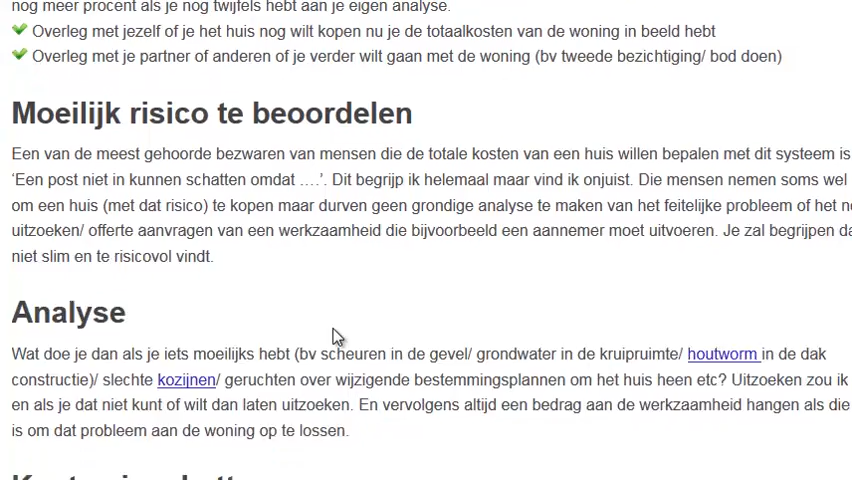 nog meer procent als je nog twijfels hebt aan je eigen analyse.
Overleg met jezelf of je het huis nog wilt kopen nu je de totaalkosten van de woning in beeld hebt
Overleg met je partner of anderen of je verder wilt gaan met de woning (bv tweede bezichtiging/ bod doen)
Moeilijk risico te beoordelen
Een van de meest gehoorde bezwaren van mensen die de totale kosten van een huis willen bepalen met dit systeem is
‘Een post niet in kunnen schatten omdat ….’. Dit begrijp ik helemaal maar vind ik onjuist. Die mensen nemen soms wel
om een huis (met dat risico) te kopen maar durven geen grondige analyse te maken van het feitelijke probleem of het
uitzoeken/ offerte aanvragen van een werkzaamheid die bijvoorbeeld een aannemer moet uitvoeren. Je zal begrijpen
niet slim en te risicovol vindt.
Analyse
Wat doe je dan als je iets moeilijks hebt (bv scheuren in de gevel/ grondwater in de kruipruimte/ houtworm in de dak
constructie)/ slechte kozijnen/ geruchten over wijzigende bestemmingsplannen om het huis heen etc? Uitzoeken zou ik
en als je dat niet kunt of wilt dan laten uitzoeken. En vervolgens altijd een bedrag aan de werkzaamheid hangen als die
is om dat probleem aan de woning op te lossen.